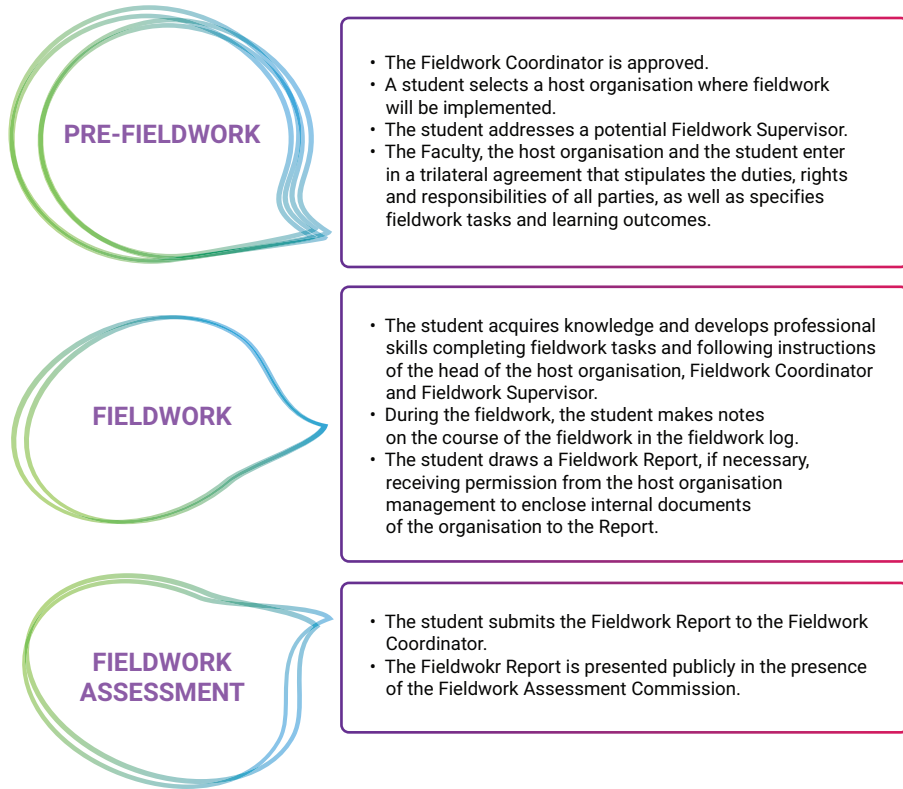 PRE-FIELDWORK
• The Fieldwork Coordinator is approved.
• A student selects a host organisation where fieldwork
will be implemented.
• The student addresses a potential Fieldwork Supervisor.
• The Faculty, the host organisation and the student enter
in a trilateral agreement that stipulates the duties, rights
and responsibilities of all parties, as well as specifies
fieldwork tasks and learning outcomes.
FIELDWORK
• The student acquires knowledge and develops professional
skills completing fieldwork tasks and following instructions
of the head of the host organisation, Fieldwork Coordinator
and Fieldwork Supervisor.
• During the fieldwork, the student makes notes
on the course of the fieldwork in the fieldwork log.
• The student draws a Fieldwork Report, if necessary,
receiving permission from the host organisation
management to enclose internal documents
of the organisation to the Report.
FIELDWORK
ASSESSMENT
• The student submits the Fieldwork Report to the Fieldwork
Coordinator.
• The Fieldwokr Report is presented publicly in the presence
of the Fieldwork Assessment Commission.